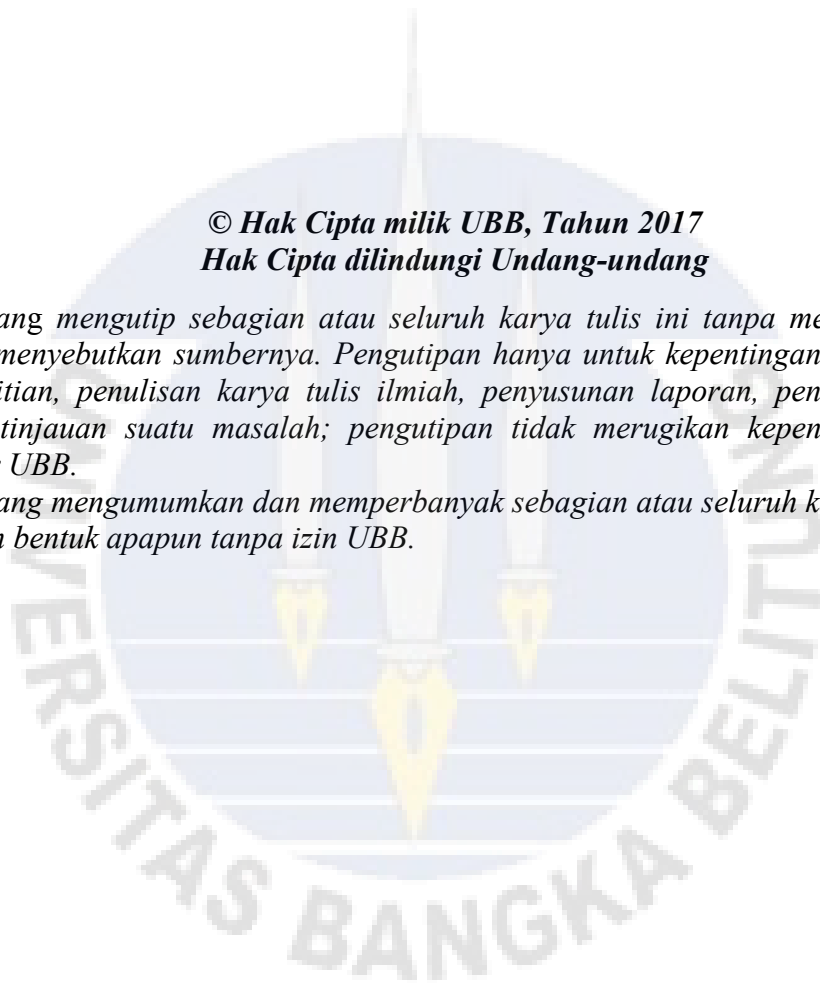 © Hak Cipta milik UBB, Tahun 2017
Hak Cipta dilindungi Undang-undang
ang mengutip sebagian atau seluruh karya tulis ini tanpa me
menyebutkan sumbernya. Pengutipan hanya untuk kepentingan
itian, penulisan karya tulis ilmiah, penyusunan laporan, pen
tinjauan suatu masalah; pengutipan tidak merugikan kepen
UBB.
ang mengumumkan dan memperbanyak sebagian atau seluruh k
n bentuk apapun tanpa izin UBB.
UNIVERSITAS BANGKA BELITUNG